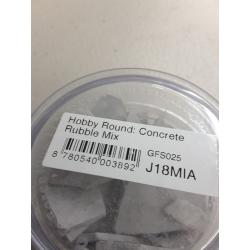 Hobby Round: Concrete
Rubble Mix
GFS025
8 780540 003892
J18MIA